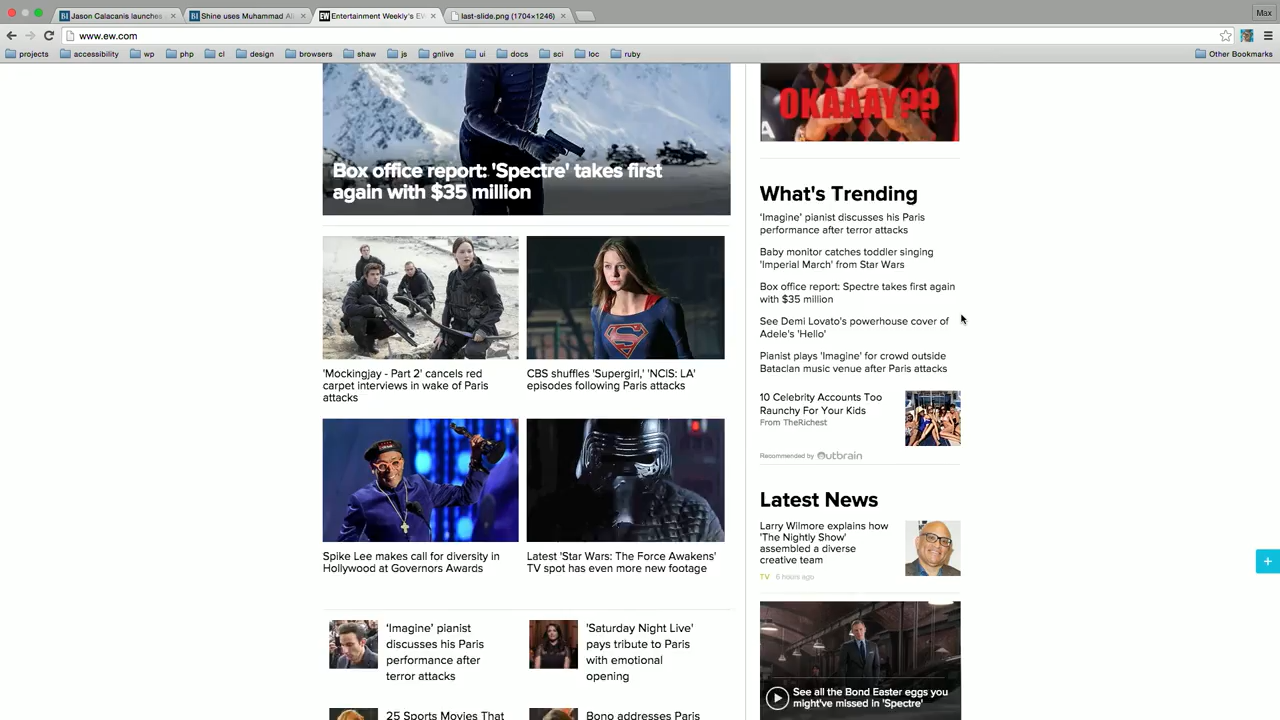 Jason Calacanis launches
Shine uses Muhammad Ali
EW Entertainment Weekly's EW
last-slide.png (1704×1246)
Max
www.ew.com
projects accessibility wp php cl design browsers shaw js gnlive ui docs sci loc ruby Other Bookmarks
Box office report: 'Spectre' takes first
again with $35 million
'Mockingjay - Part 2' cancels red
carpet interviews in wake of Paris
attacks
CBS shuffles 'Supergirl,' 'NCIS: LA'
episodes following Paris attacks
Spike Lee makes call for diversity in
Hollywood at Governors Awards
Latest 'Star Wars: The Force Awakens'
TV spot has even more new footage
‘Imagine’ pianist
discusses his Paris
performance after
terror attacks
'Saturday Night Live'
pays tribute to Paris
with emotional
opening
25 Sports Movies That
Bono addresses Paris
OKAAAY??
What's Trending
‘Imagine’ pianist discusses his Paris
performance after terror attacks
Baby monitor catches toddler singing
'Imperial March' from Star Wars
Box office report: Spectre takes first again
with $35 million
See Demi Lovato's powerhouse cover of
Adele's 'Hello'
Pianist plays 'Imagine' for crowd outside
Bataclan music venue after Paris attacks
10 Celebrity Accounts Too
Raunchy For Your Kids
From TheRichest
Recommended by Outbrain
Latest News
Larry Wilmore explains how
'The Nightly Show'
assembled a diverse
creative team
TV 6 hours ago
See all the Bond Easter eggs you
might've missed in 'Spectre'